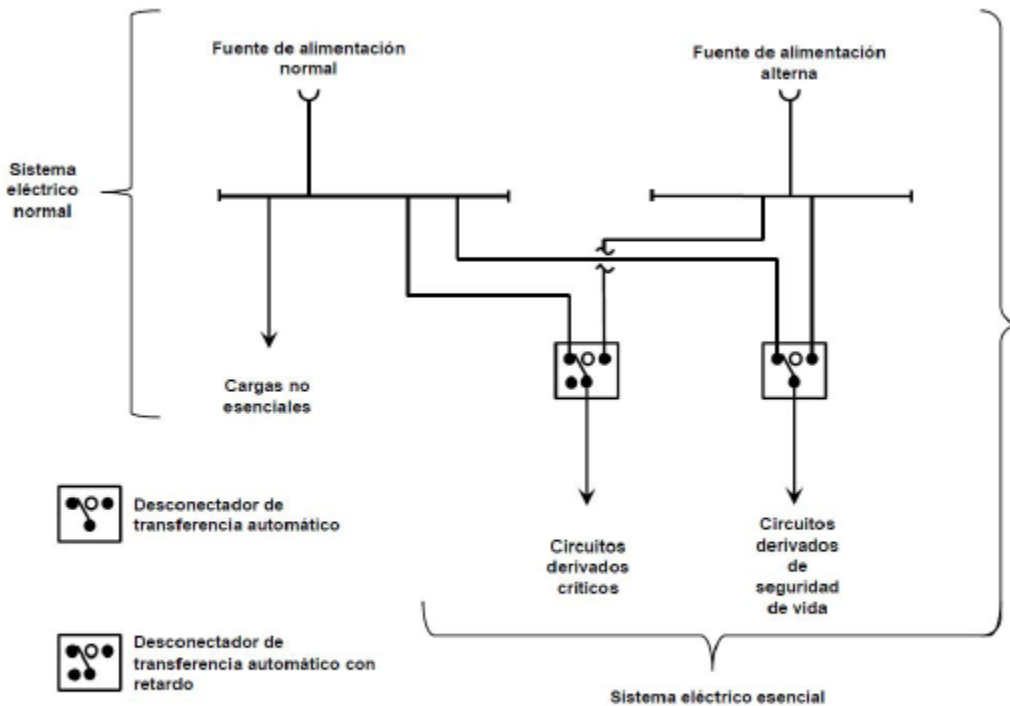 Fuente de alimentación
normal
Fuente de alimentación
alterna
Sistema
eléctrico
normal
Cargas no
esenciales
Desconectador de
transferencia automático
Circuitos
derivados
críticos
Circuitos
derivados
de
seguridad
de vida
Desconectador de
transferencia automático con
retardo
Sistema eléctrico esencial